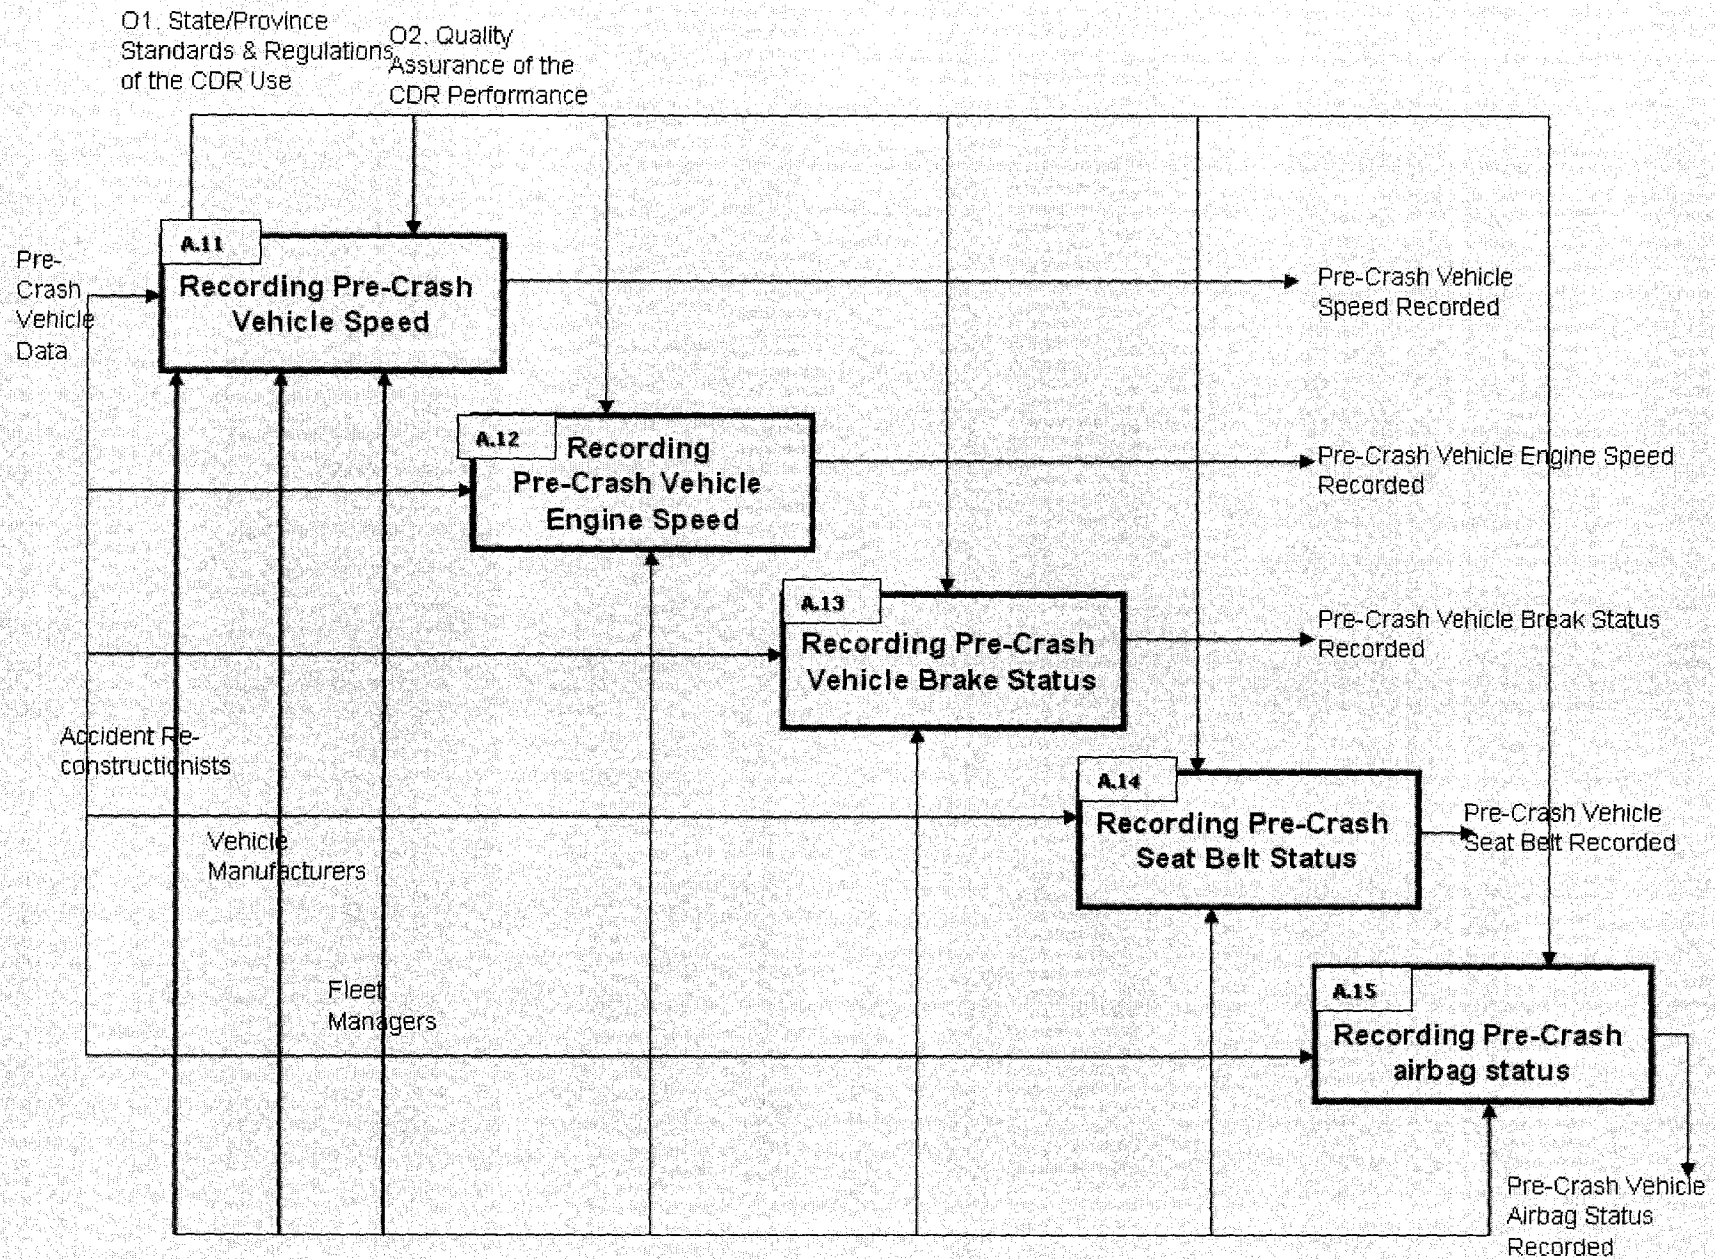 O1. State/Province
Standards & Regulations
of the CDR Use
O2. Quality
Assurance of the
CDR Performance
A.11
Recording Pre-Crash
Vehicle Speed
Pre-
Crash
Vehicle
Data
Pre-Crash Vehicle
Speed Recorded
A.12
Recording
Pre-Crash Vehicle
Engine Speed
Pre-Crash Vehicle Engine Speed
Recorded
A.13
Recording Pre-Crash
Vehicle Brake Status
Pre-Crash Vehicle Break Status
Recorded
Accident Re-
constructionists
A.14
Recording Pre-Crash
Seat Belt Status
Pre-Crash Vehicle
Seat Belt Recorded
Vehicle
Manufacturers
Fleet
Managers
A.15
Recording Pre-Crash
airbag status
Pre-Crash Vehicle
Airbag Status
Recorded